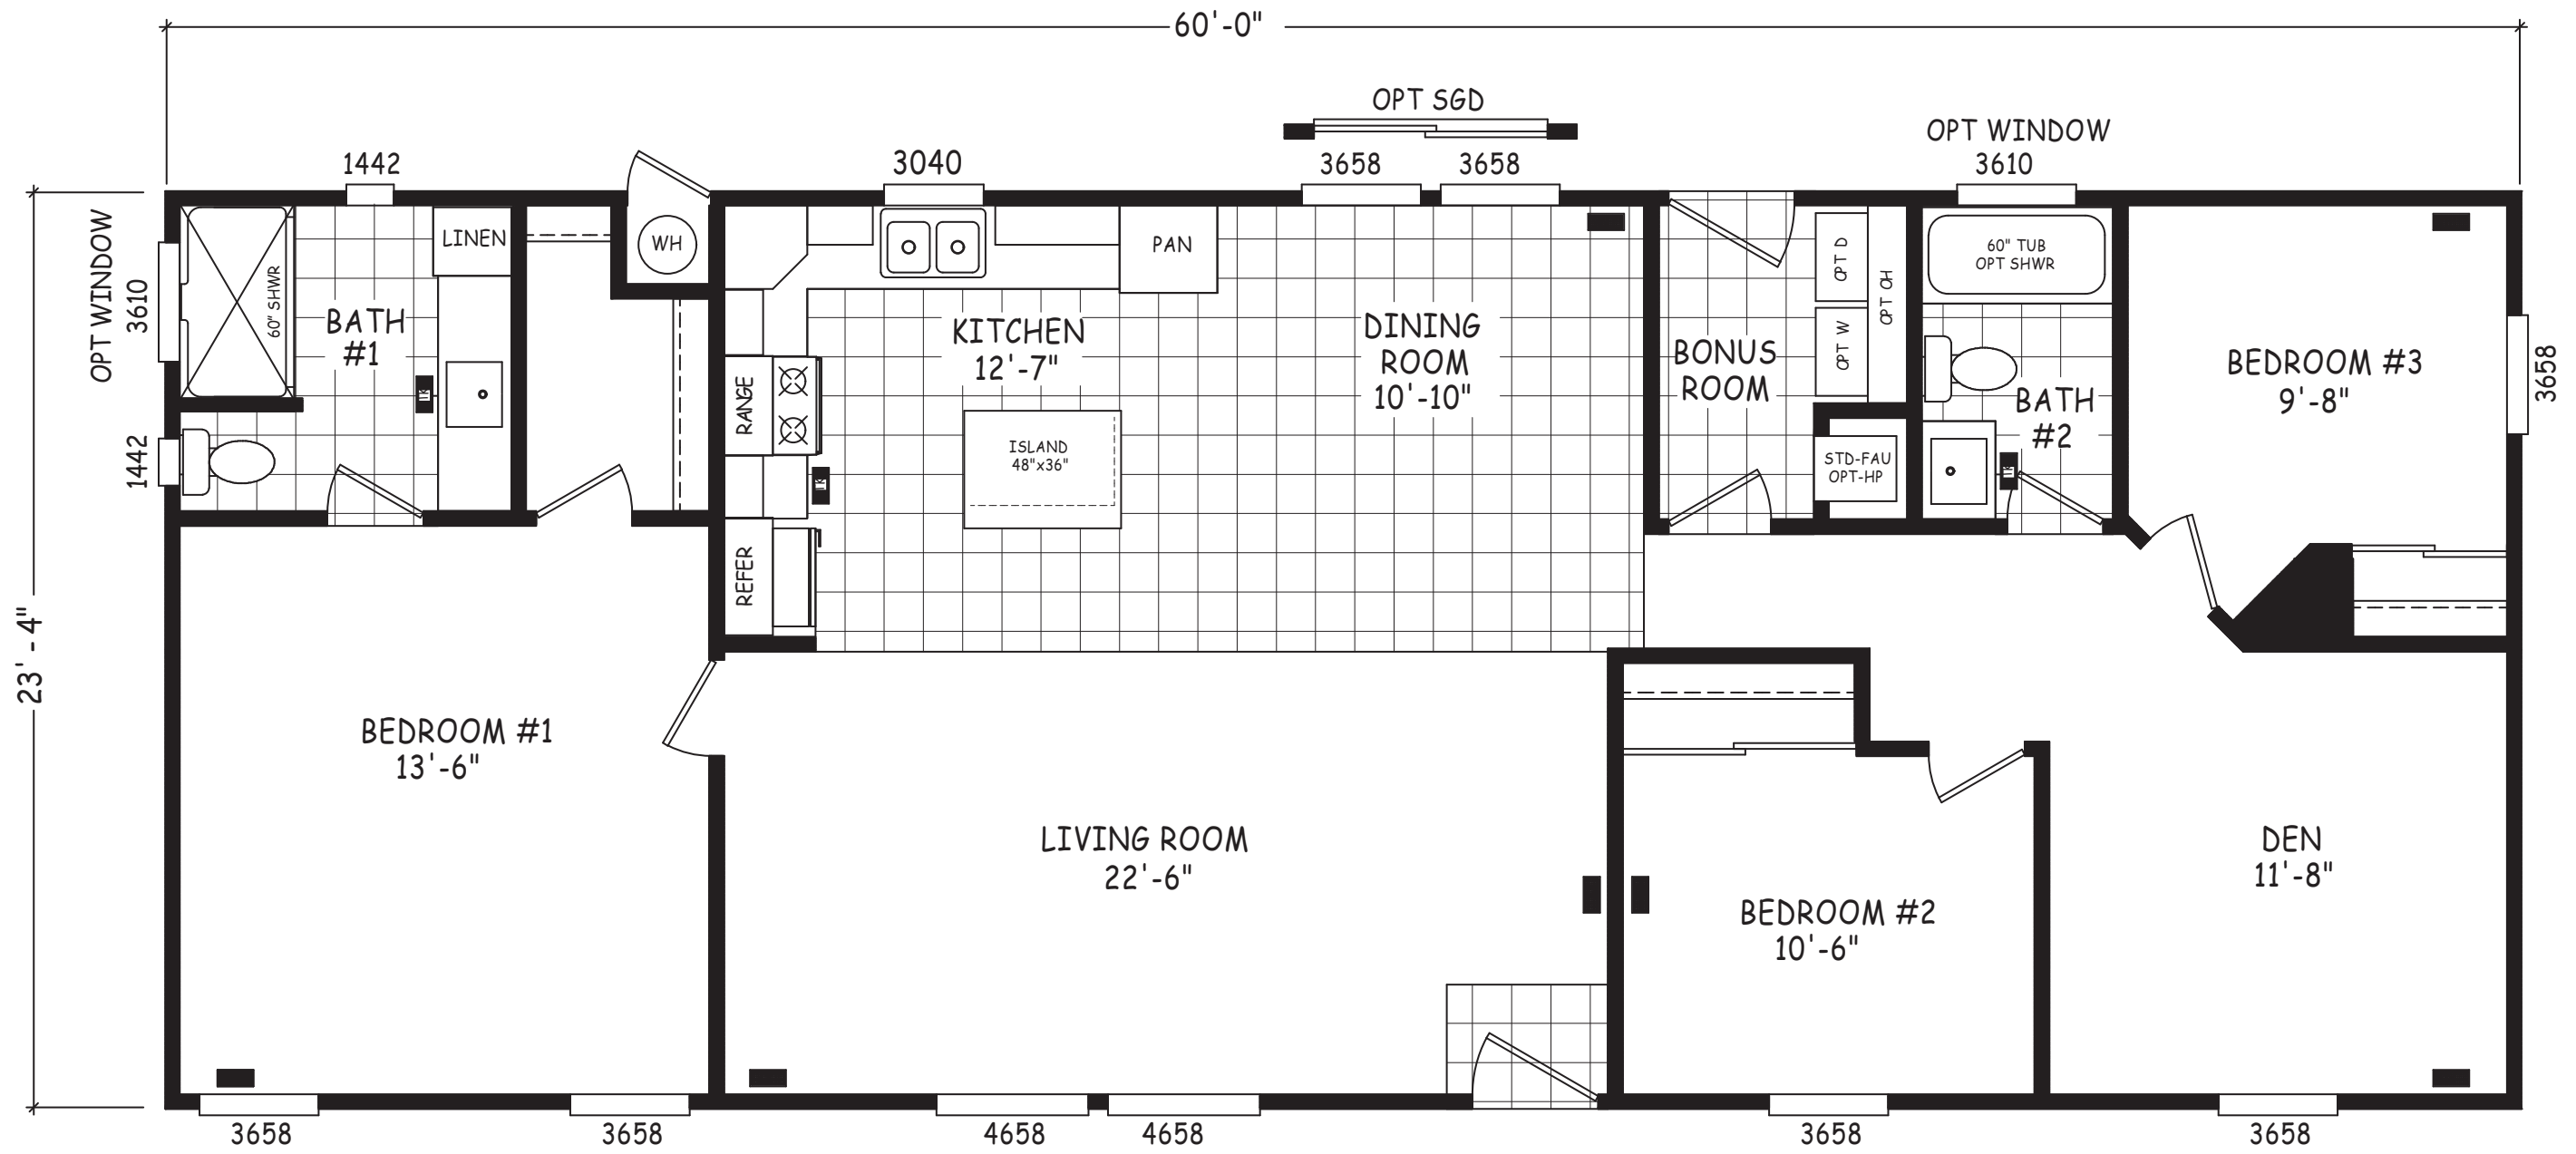 60'-0"
OPT SGD
OPT WINDOW
1442
3040
3658
3658
3610
OPT WINDOW
3610
1442
23'-4"
60" SHWR
BATH
#1
LINEN
WH
PAN
KITCHEN
12'-7"
RANGE
REFER
ISLAND
48"x36"
DINING
ROOM
10'-10"
BONUS
ROOM
OPT D
OPT W
OPT OH
STD-FAU
OPT-HP
60" TUB
OPT SHWR
BATH
#2
BEDROOM #3
9'-8"
3658
BEDROOM #1
13'-6"
LIVING ROOM
22'-6"
BEDROOM #2
10'-6"
DEN
11'-8"
3658
3658
4658
4658
3658
3658